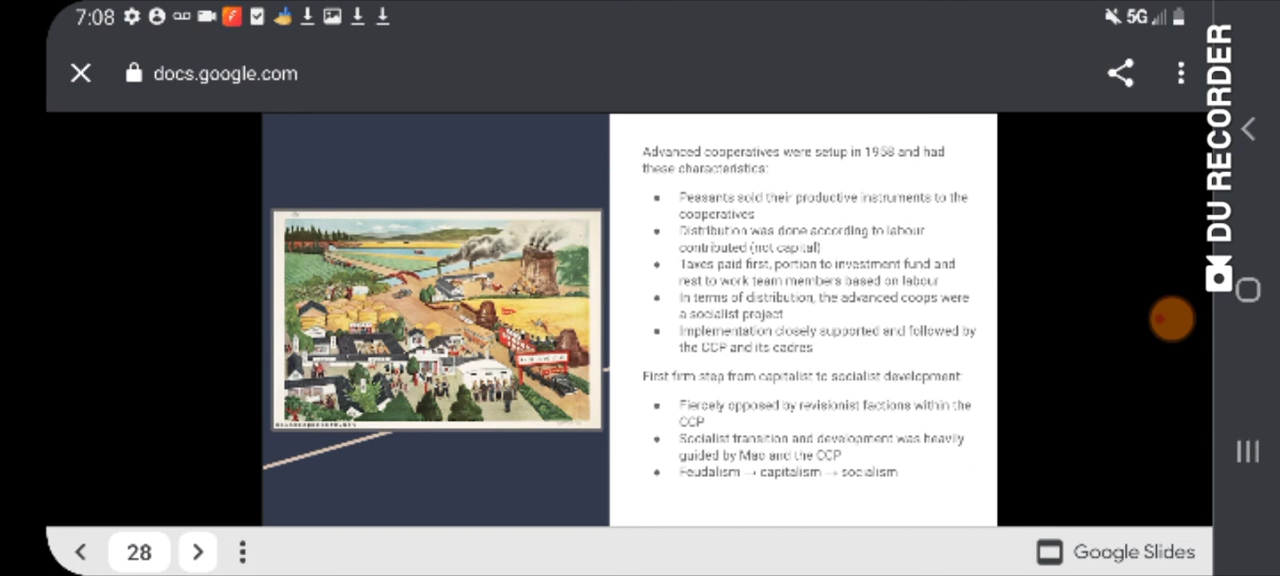 7:08
5G
docs.google.com
DU RECORDER
Advanced cooperatives were setup in 1958 and had
these characteristics:
Peasants sold their productive instruments to the
cooperatives
Distribution was done according to labour
contributed (not capital)
Taxes paid first, portion to investment fund and
rest to work team members based on labour
In terms of distribution, the advanced coops were
a socialist project
Implementation closely supported and followed by
the CCP and its cadres
First firm step from capitalist to socialist development:
Fiercely opposed by revisionist factions within the
CCP
Socialist transition and development was heavily
guided by Mao and the CCP
Feudalism → capitalism → socialism
28
Google Slides